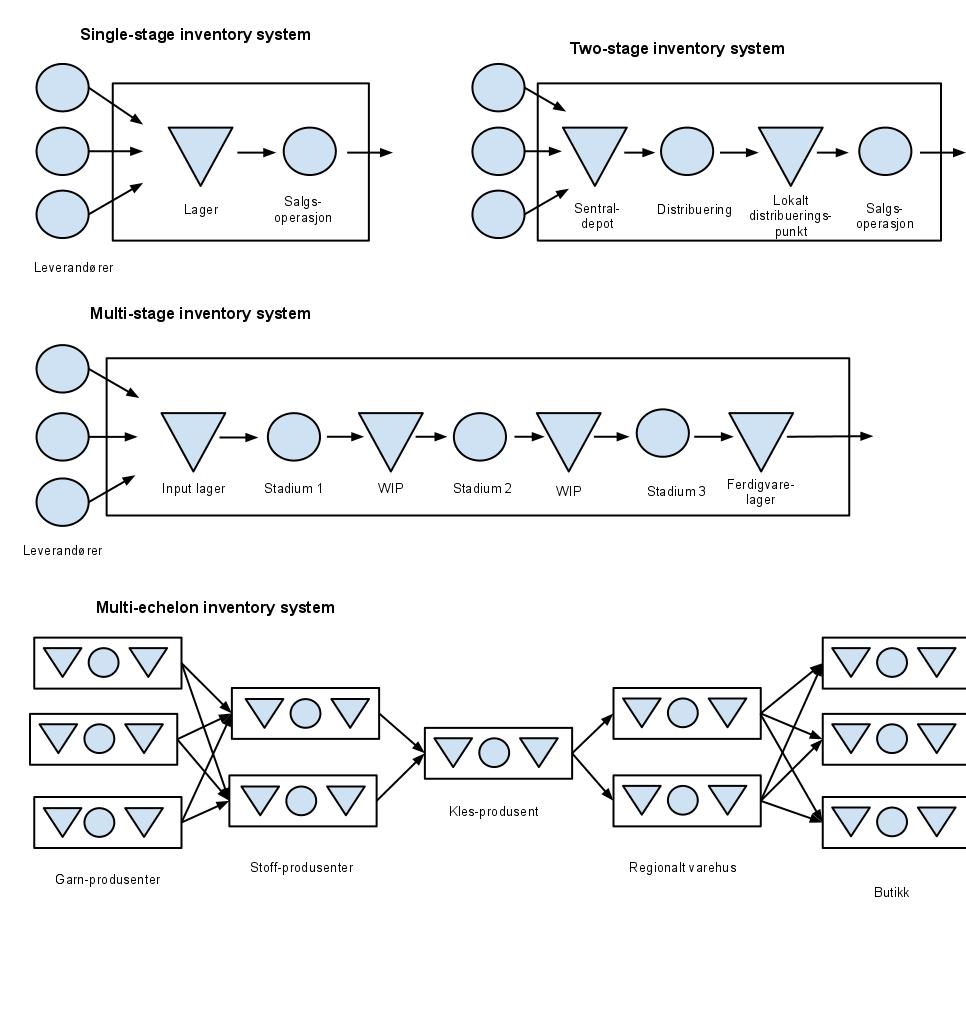 Single-stage inventory system
Lager
Salgs-
operasjon
Leverandører
Two-stage inventory system
Sentral-
depot
Distribuering
Lokalt
distribuerings-
punkt
Salgs-
operasjon
Multi-stage inventory system
Input lager
Stadium 1
WIP
Stadium 2
WIP
Stadium 3
Ferdigvare-
lager
Leverandører
Multi-echelon inventory system
Garn-produsenter
Stoff-produsenter
Kles-produsent
Regionalt varehus
Butikk